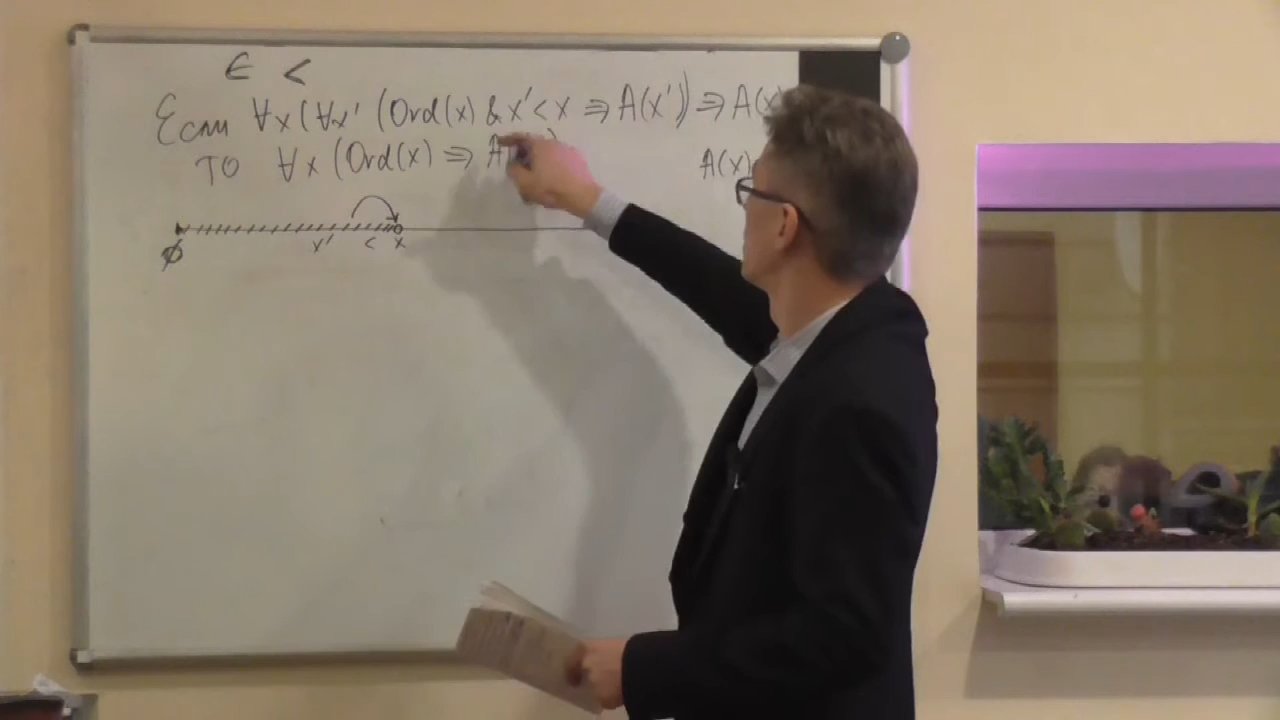 ∈ <
Если ∀x(∀x' (Ord(x) & x'<x ⇒ A(x')) ⇒ A(x)
то ∀x (Ord(x) ⇒ A
A(x)
x' < x
∅